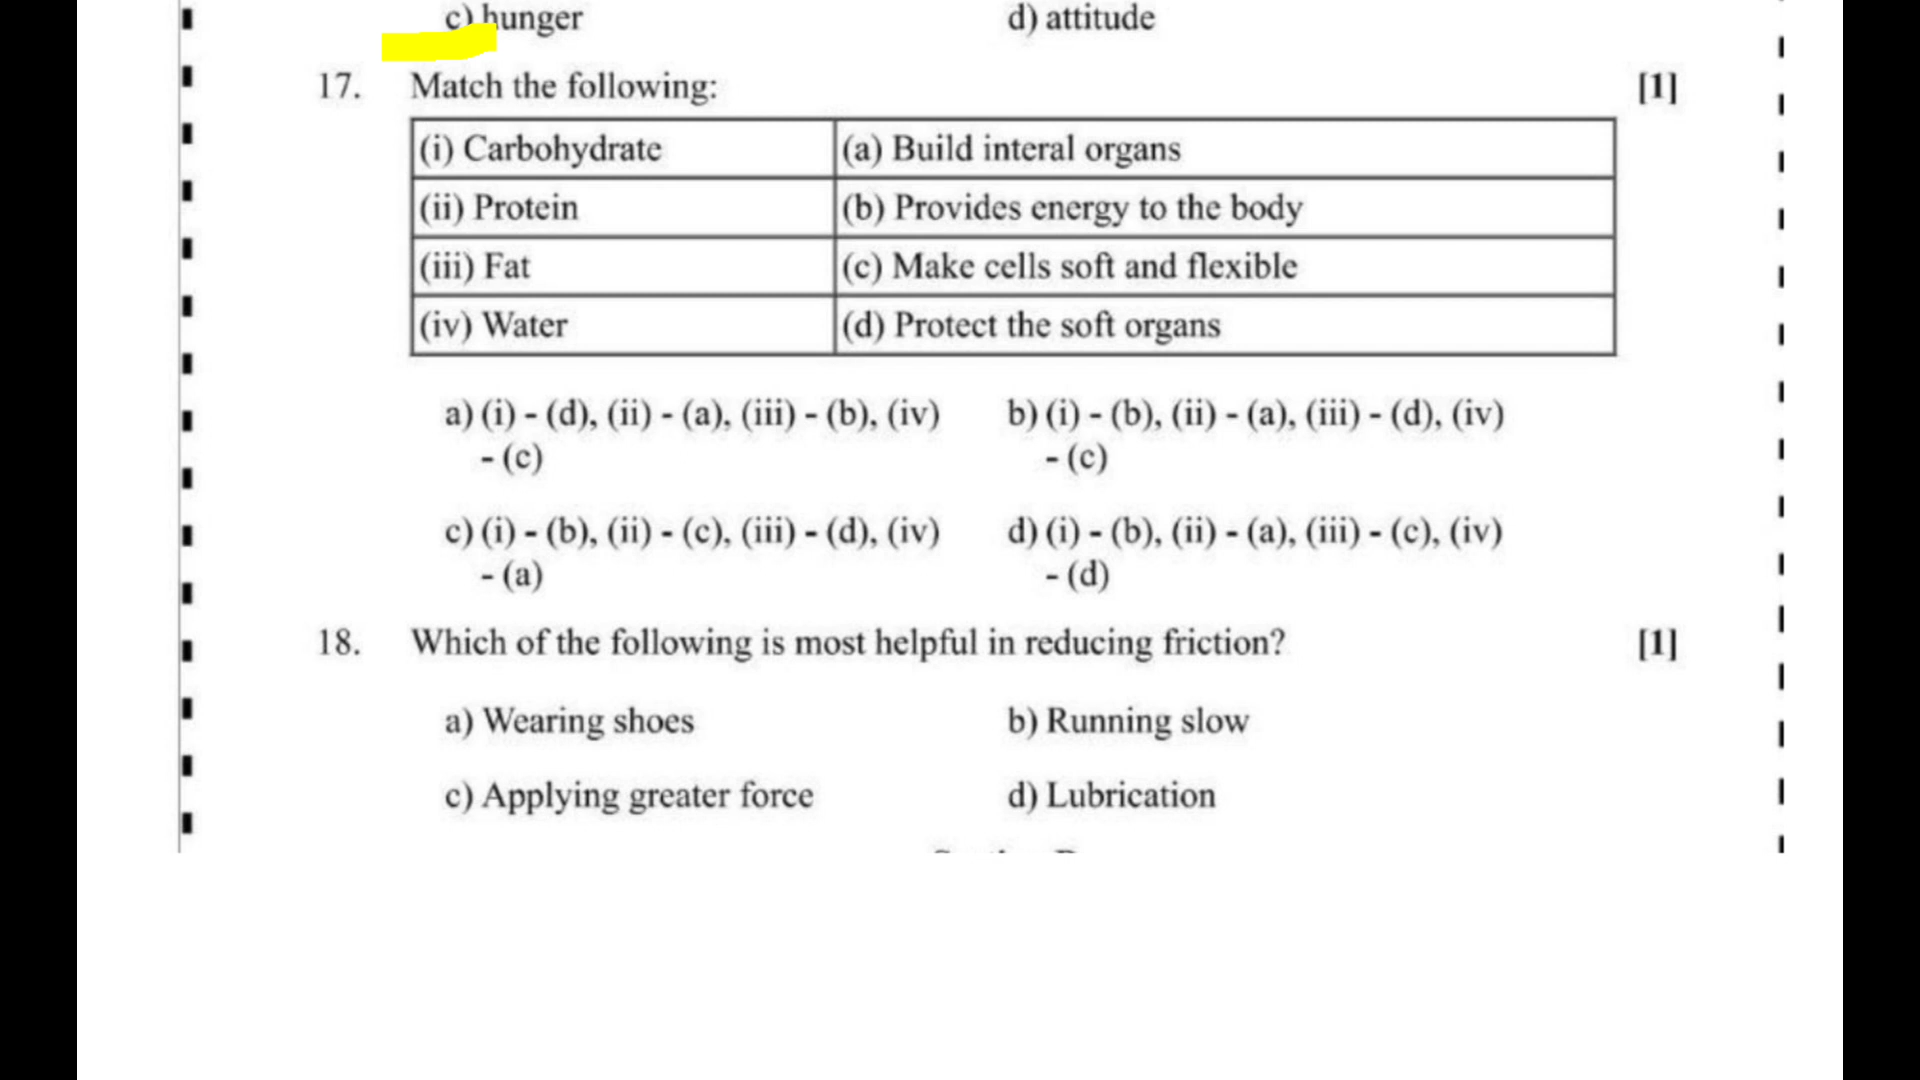 c) hunger d) attitude
17. Match the following: [1]
(i) Carbohydrate (a) Build interal organs
(ii) Protein (b) Provides energy to the body
(iii) Fat (c) Make cells soft and flexible
(iv) Water (d) Protect the soft organs
a) (i) - (d), (ii) - (a), (iii) - (b), (iv) b) (i) - (b), (ii) - (a), (iii) - (d), (iv)
- (c) - (c)
c) (i) - (b), (ii) - (c), (iii) - (d), (iv) d) (i) - (b), (ii) - (a), (iii) - (c), (iv)
- (a) - (d)
18. Which of the following is most helpful in reducing friction? [1]
a) Wearing shoes b) Running slow
c) Applying greater force d) Lubrication